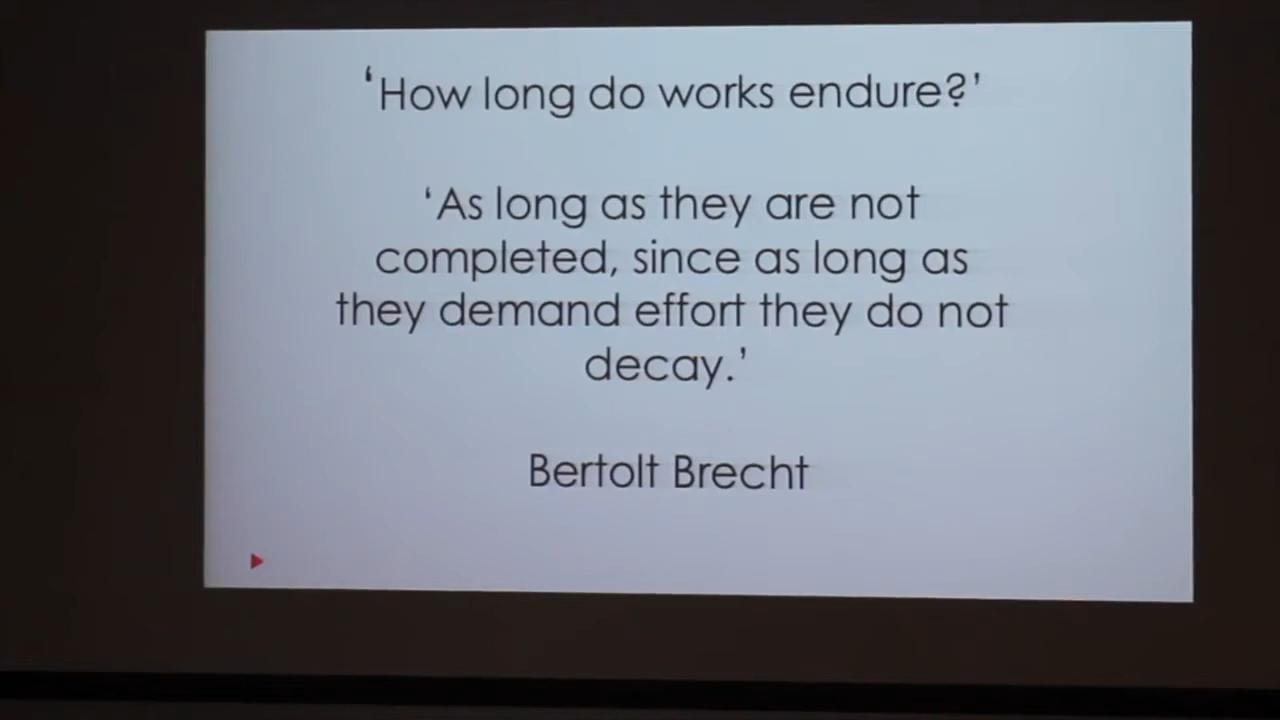 ‘How long do works endure?’
‘As long as they are not
completed, since as long as
they demand effort they do not
decay.’
Bertolt Brecht